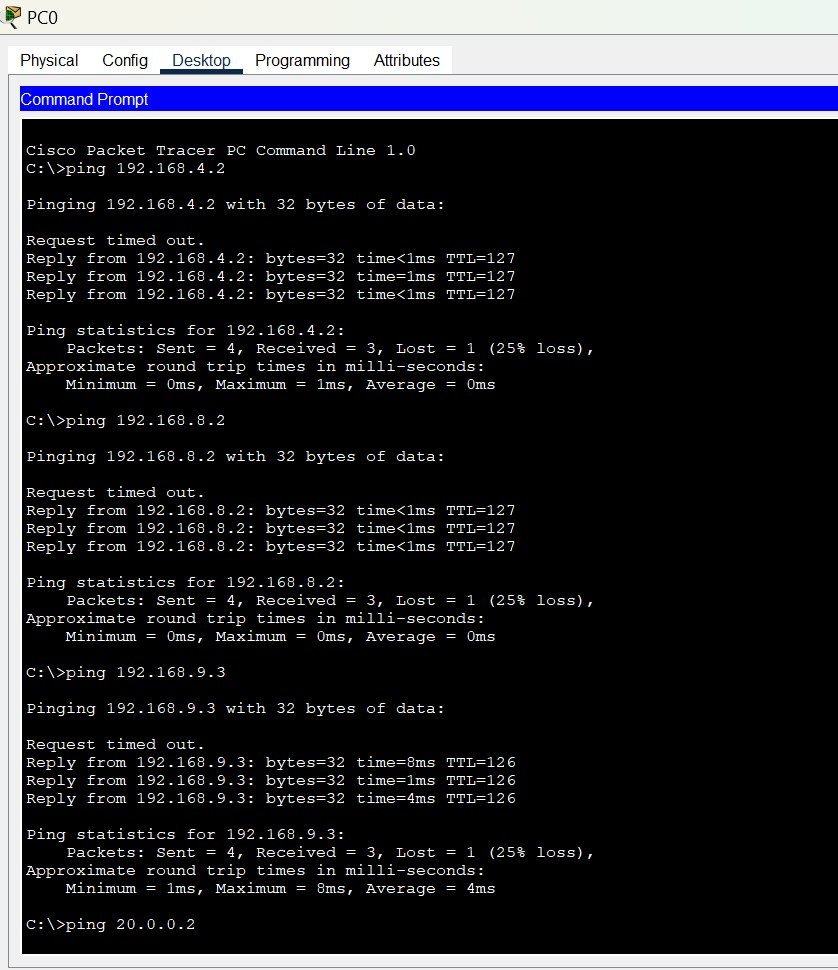 PC0
Physical Config Desktop Programming Attributes
Command Prompt
Cisco Packet Tracer PC Command Line 1.0
C:\>ping 192.168.4.2
Pinging 192.168.4.2 with 32 bytes of data:
Request timed out.
Reply from 192.168.4.2: bytes=32 time<1ms TTL=127
Reply from 192.168.4.2: bytes=32 time=1ms TTL=127
Reply from 192.168.4.2: bytes=32 time<1ms TTL=127
Ping statistics for 192.168.4.2:
Packets: Sent = 4, Received = 3, Lost = 1 (25% loss),
Approximate round trip times in milli-seconds:
Minimum = 0ms, Maximum = 1ms, Average = 0ms
C:\>ping 192.168.8.2
Pinging 192.168.8.2 with 32 bytes of data:
Request timed out.
Reply from 192.168.8.2: bytes=32 time<1ms TTL=127
Reply from 192.168.8.2: bytes=32 time<1ms TTL=127
Reply from 192.168.8.2: bytes=32 time<1ms TTL=127
Ping statistics for 192.168.8.2:
Packets: Sent = 4, Received = 3, Lost = 1 (25% loss),
Approximate round trip times in milli-seconds:
Minimum = 0ms, Maximum = 0ms, Average = 0ms
C:\>ping 192.168.9.3
Pinging 192.168.9.3 with 32 bytes of data:
Request timed out.
Reply from 192.168.9.3: bytes=32 time=8ms TTL=126
Reply from 192.168.9.3: bytes=32 time=1ms TTL=126
Reply from 192.168.9.3: bytes=32 time=4ms TTL=126
Ping statistics for 192.168.9.3:
Packets: Sent = 4, Received = 3, Lost = 1 (25% loss),
Approximate round trip times in milli-seconds:
Minimum = 1ms, Maximum = 8ms, Average = 4ms
C:\>ping 20.0.0.2